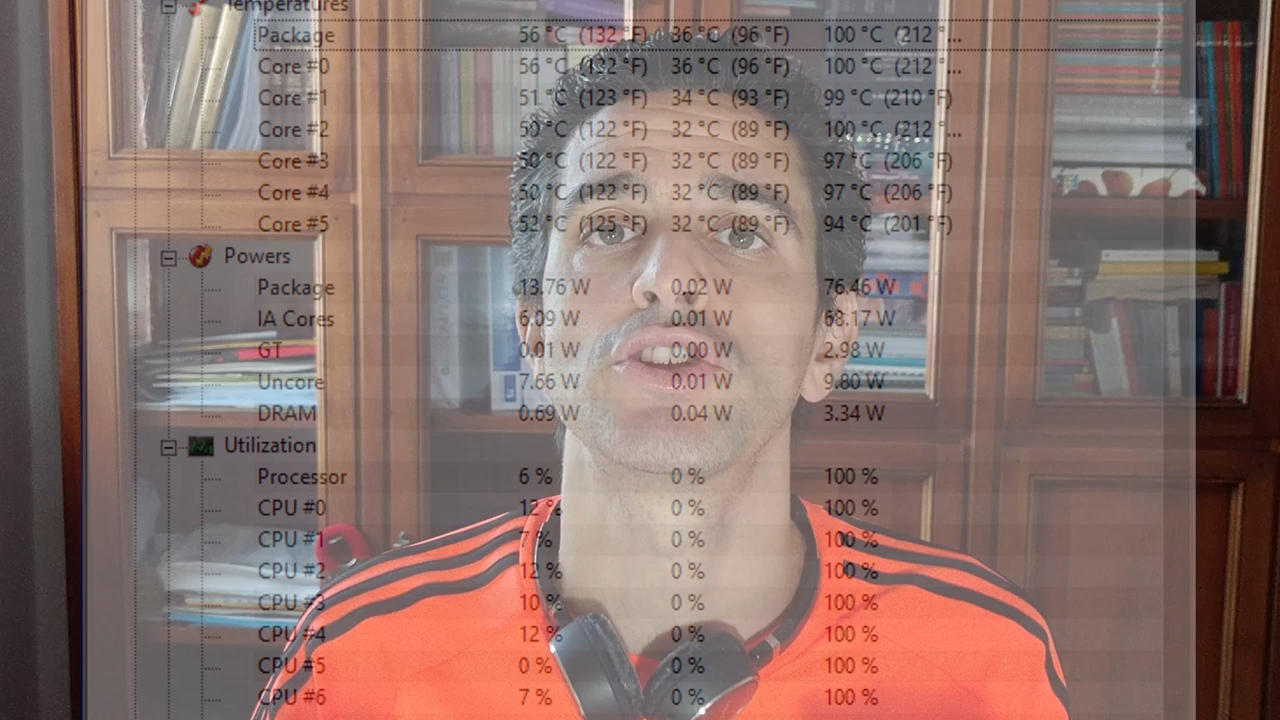 Temperatures
Package 56 °C (132 °F) 36 °C (96 °F) 100 °C (212 °...
Core #0 56 °C (132 °F) 36 °C (96 °F) 100 °C (212 °...
Core #1 51 °C (123 °F) 34 °C (93 °F) 99 °C (210 °F)
Core #2 50 °C (122 °F) 32 °C (89 °F) 100 °C (212 °...
Core #3 50 °C (122 °F) 32 °C (89 °F) 97 °C (206 °F)
Core #4 50 °C (122 °F) 32 °C (89 °F) 97 °C (206 °F)
Core #5 52 °C (125 °F) 32 °C (89 °F) 94 °C (201 °F)
Powers
Package 13.76 W 0.02 W 76.46 W
IA Cores 6.09 W 0.01 W 68.17 W
GT 0.01 W 0.00 W 2.98 W
Uncore 7.66 W 0.01 W 9.80 W
DRAM 0.69 W 0.04 W 3.34 W
Utilization
Processor 6 % 0 % 100 %
CPU #0 12 % 0 % 100 %
CPU #1 7 % 0 % 100 %
CPU #2 12 % 0 % 100 %
CPU #3 10 % 0 % 100 %
CPU #4 12 % 0 % 100 %
CPU #5 0 % 0 % 100 %
CPU #6 7 % 0 % 100 %